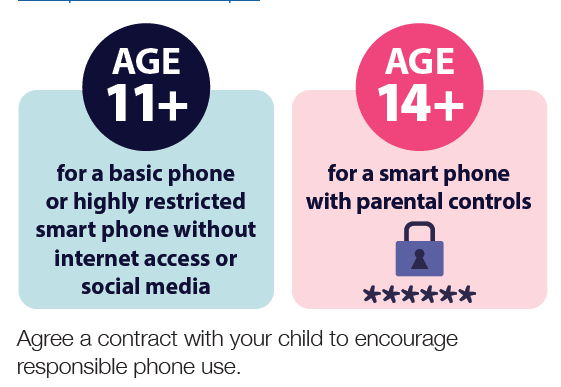 AGE
11+
for a basic phone
or highly restricted
smart phone without
internet access or
social media
AGE
14+
for a smart phone
with parental controls
******
Agree a contract with your child to encourage
responsible phone use.